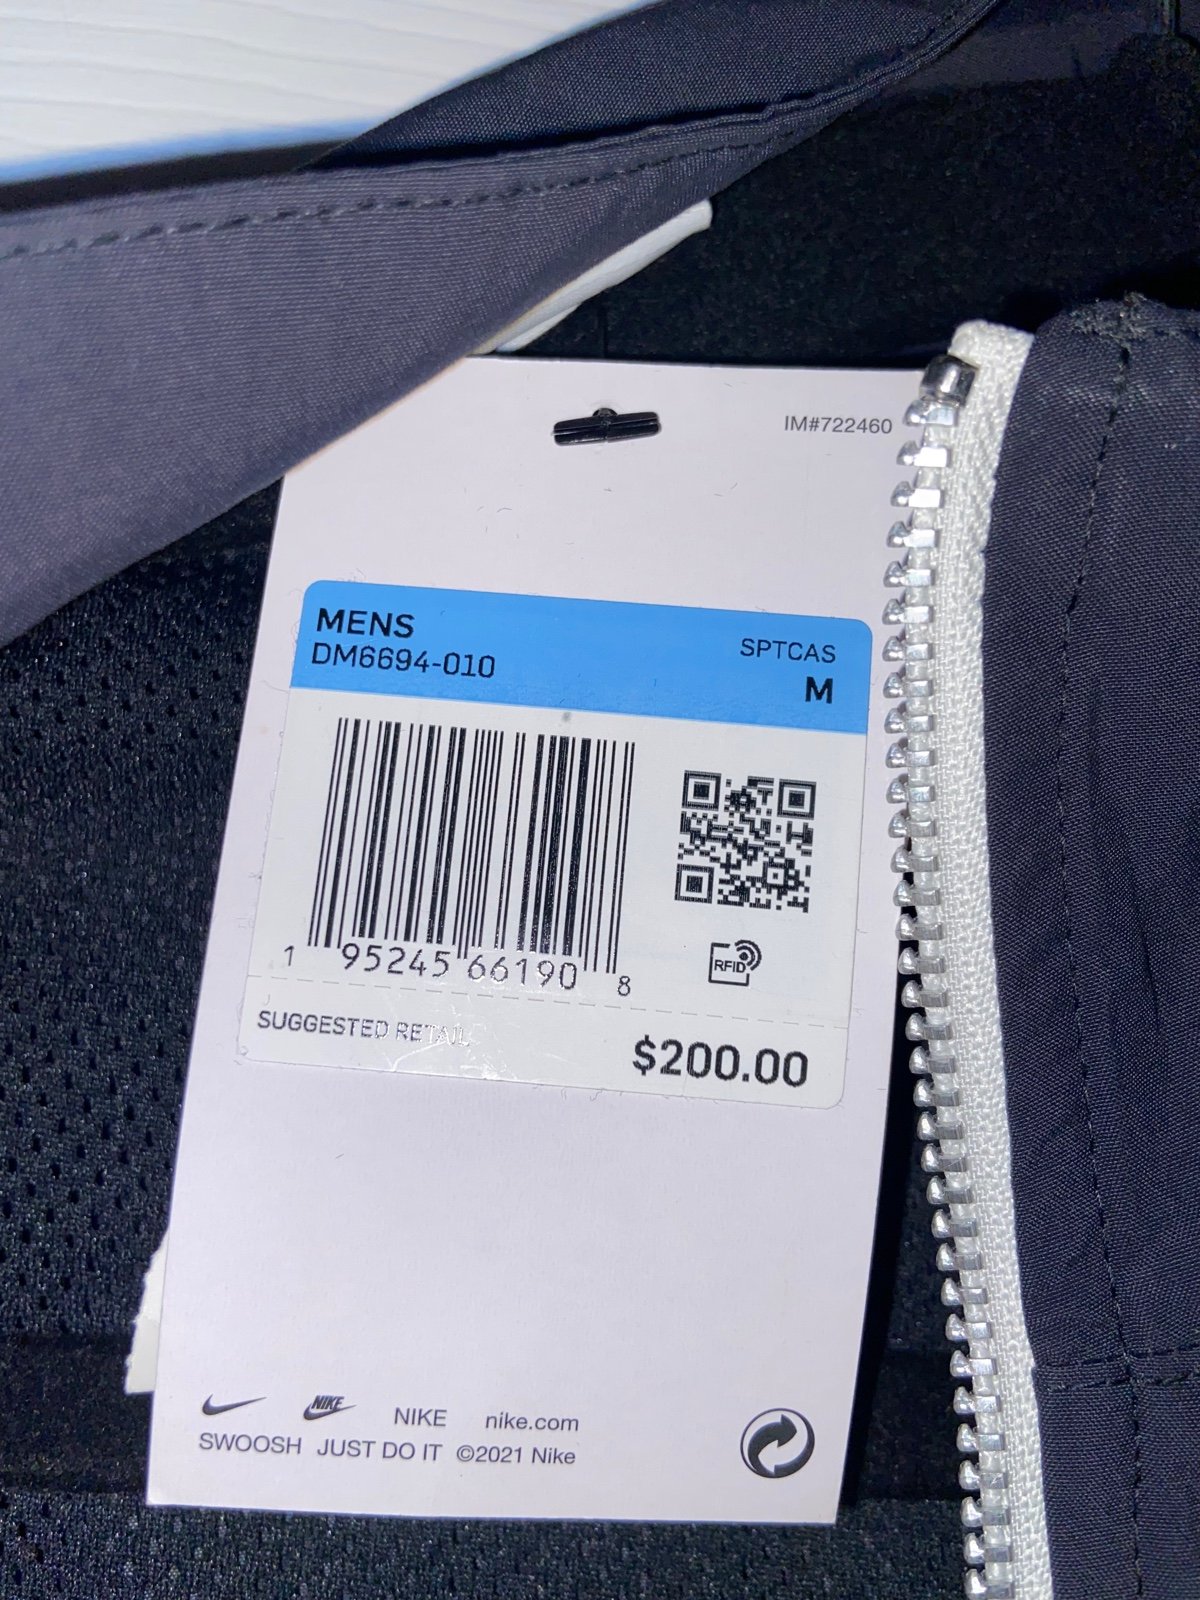 IM#722460
MENS
SPTCAS
DM6694-010
M
1 95245 66190 8
RFID
SUGGESTED RETAIL
$200.00
NIKE NIKE nike.com
SWOOSH JUST DO IT ©2021 Nike